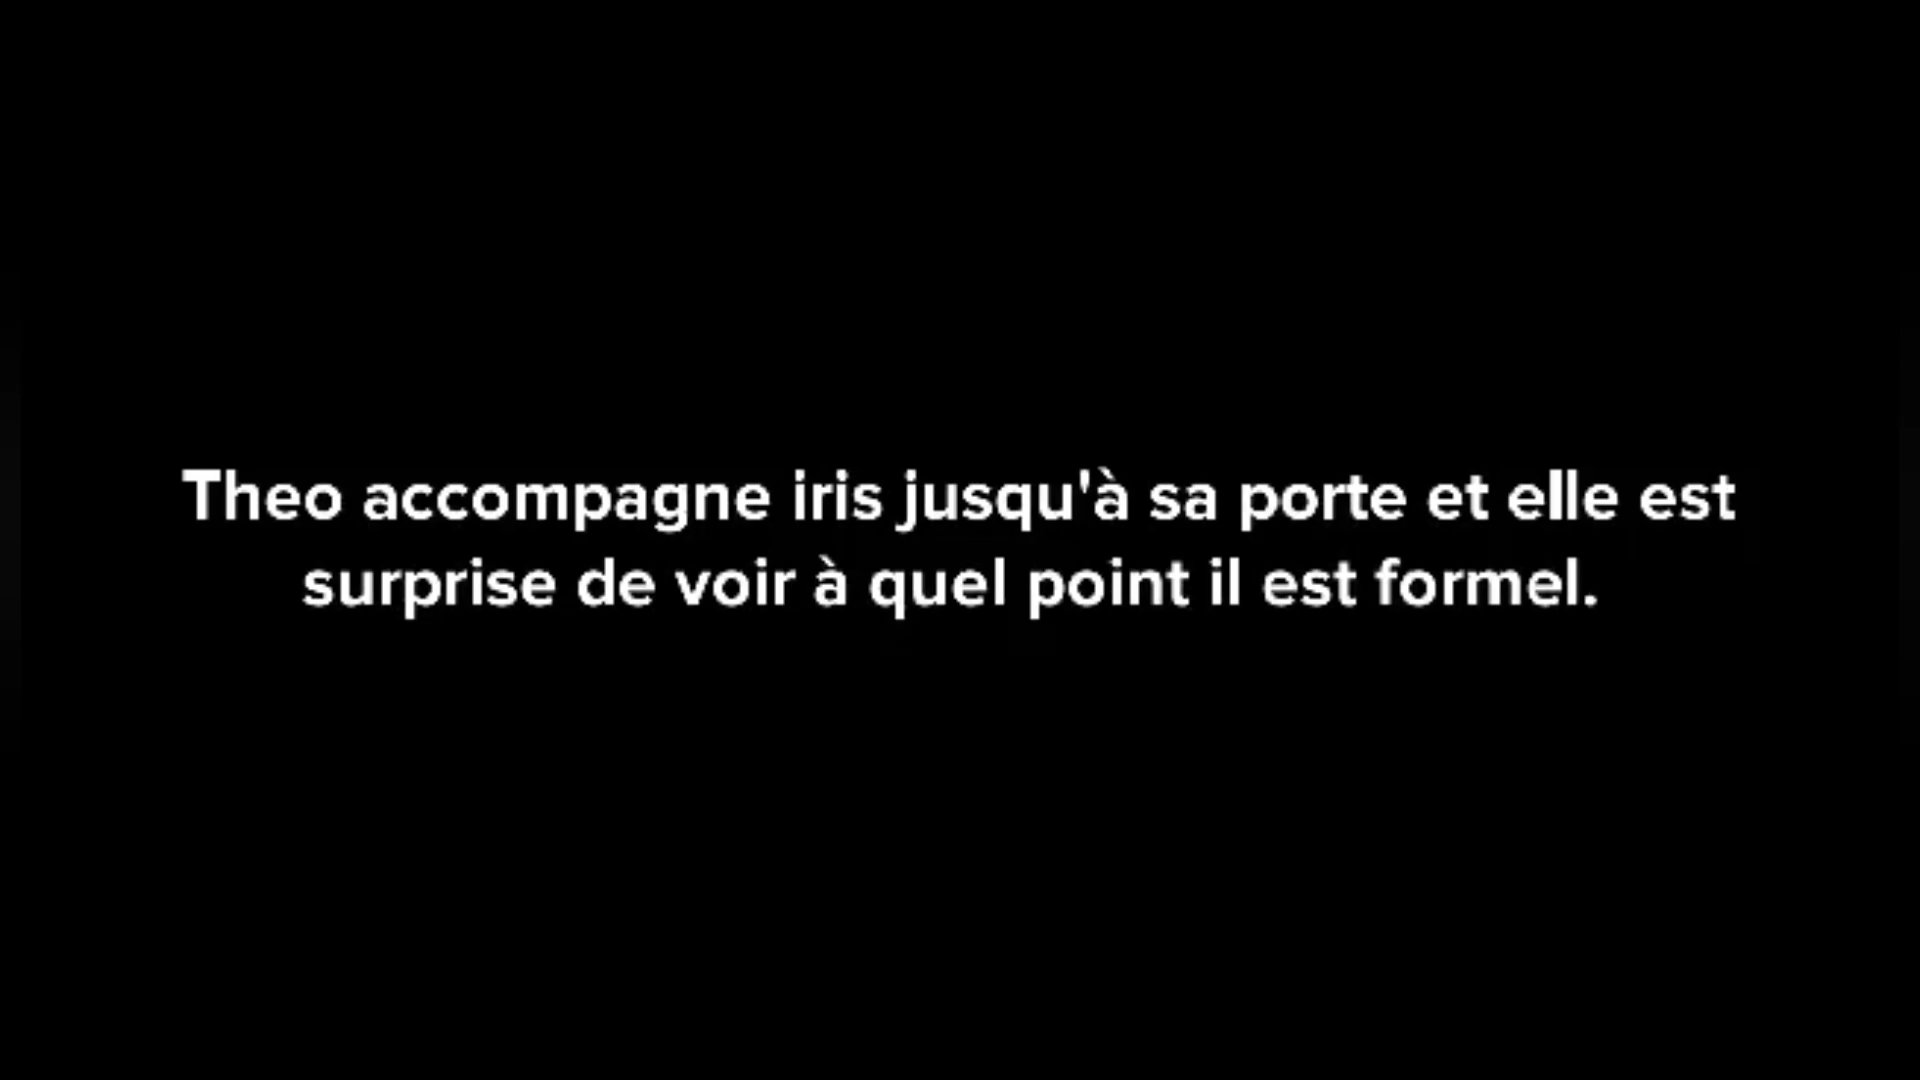 Theo accompagne iris jusqu'à sa porte et elle est
surprise de voir à quel point il est formel.